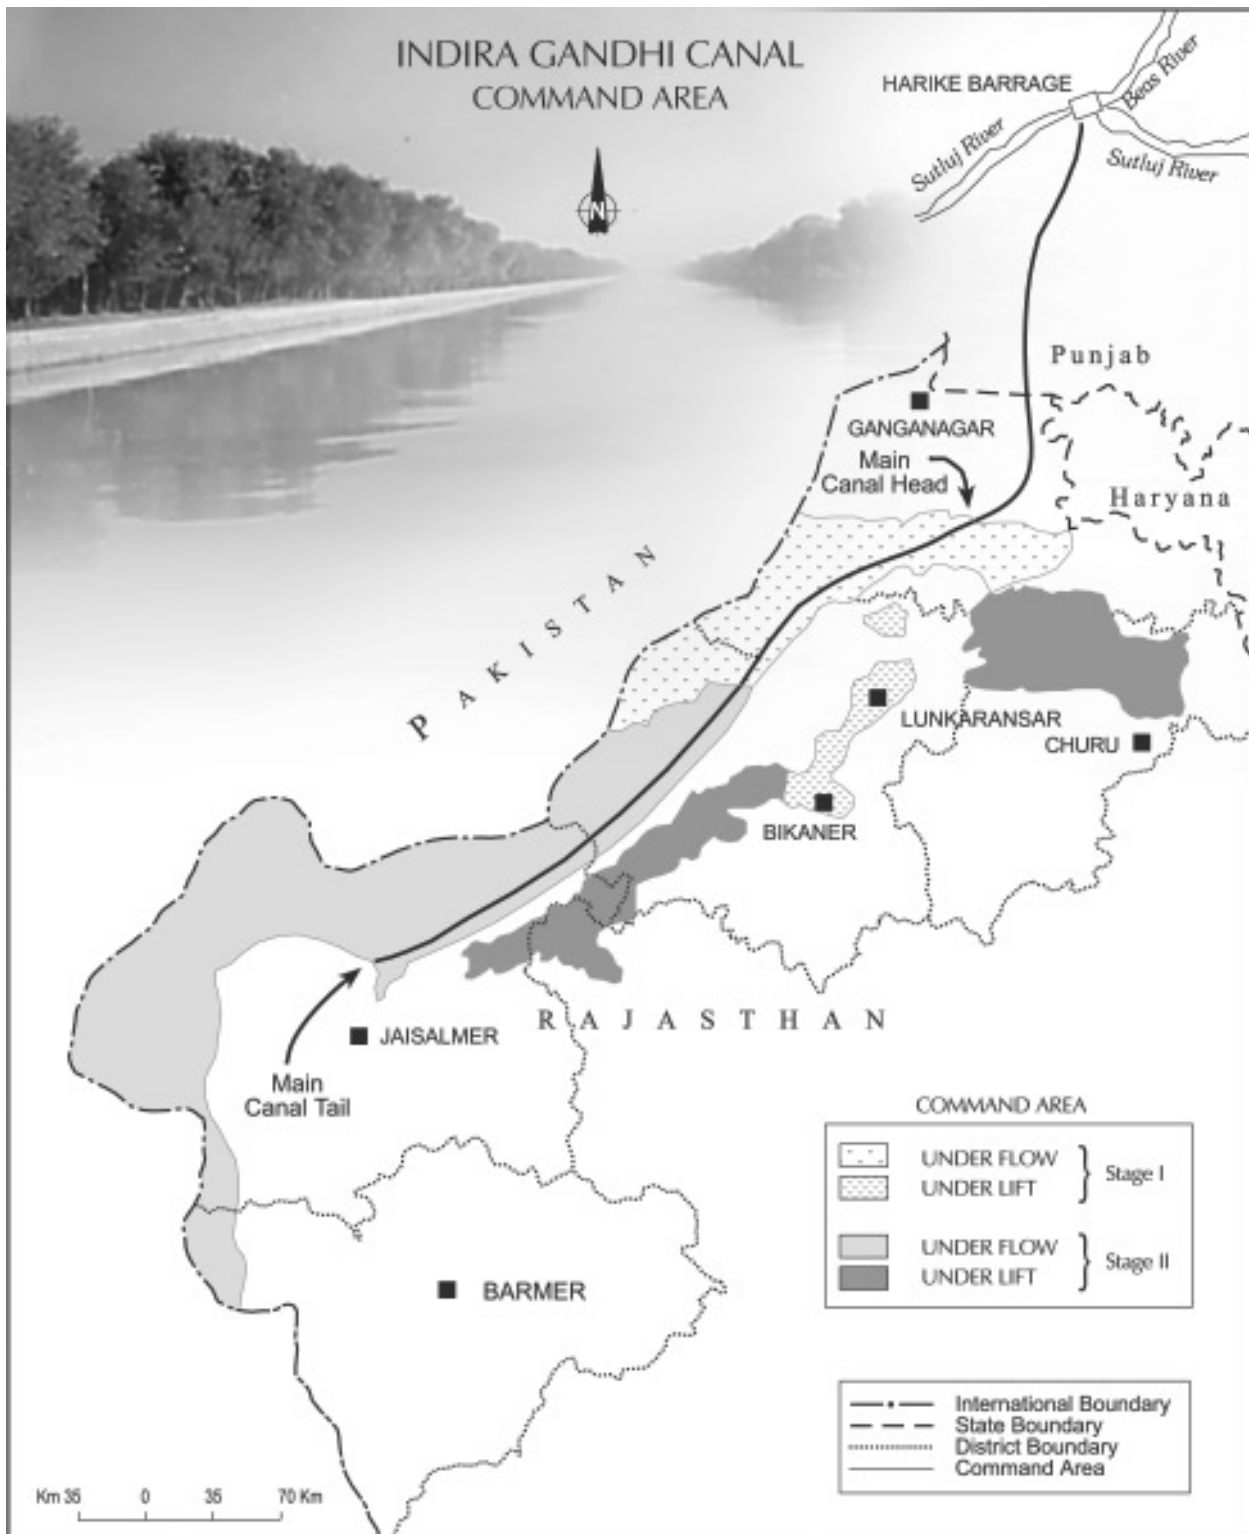 INDIRA GANDHI CANAL
COMMAND AREA
HARIKE BARRAGE
Beas River
Sutluj River
Sutluj River
N
Punjab
GANGANAGAR
Main
Canal Head
Haryana
PAKISTAN
LUNKARANSAR
CHURU
BIKANER
RAJASTHAN
JAISALMER
Main
Canal Tail
BARMER
COMMAND AREA
UNDER FLOW
UNDER LIFT
Stage I
UNDER FLOW
UNDER LIFT
Stage II
International Boundary
State Boundary
District Boundary
Command Area
Km 35 0 35 70 Km